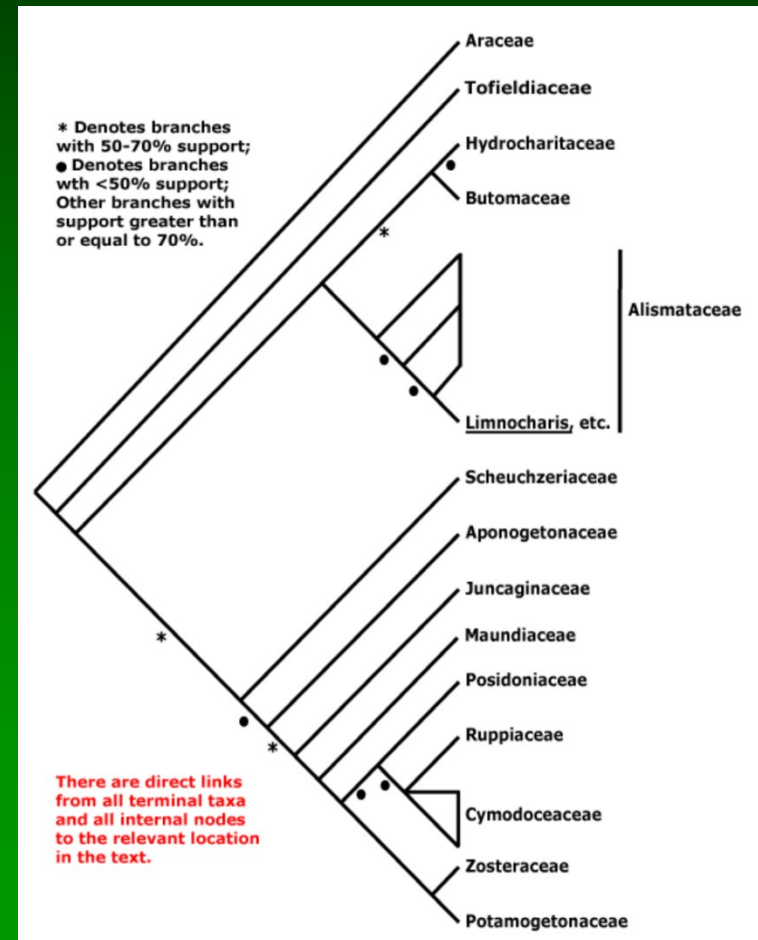 Araceae
Tofieldiaceae
* Denotes branches
with 50-70% support;
● Denotes branches
wth <50% support;
Other branches with
support greater than
or equal to 70%.
Hydrocharitaceae
●
Butomaceae
*
Alismataceae
●
●
Limnocharis, etc.
Scheuchzeriaceae
Aponogetonaceae
Juncaginaceae
Maundiaceae
*
Posidoniaceae
●
Ruppiaceae
*
There are direct links
from all terminal taxa
and all internal nodes
to the relevant location
in the text.
●
●
Cymodoceaceae
Zosteraceae
Potamogetonaceae